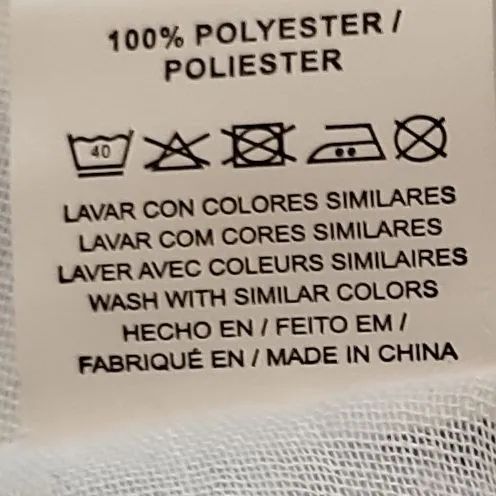 100% POLYESTER /
POLIESTER
40
LAVAR CON COLORES SIMILARES
LAVAR COM CORES SIMILARES
LAVER AVEC COULEURS SIMILAIRES
WASH WITH SIMILAR COLORS
HECHO EN / FEITO EM /
FABRIQUÉ EN / MADE IN CHINA